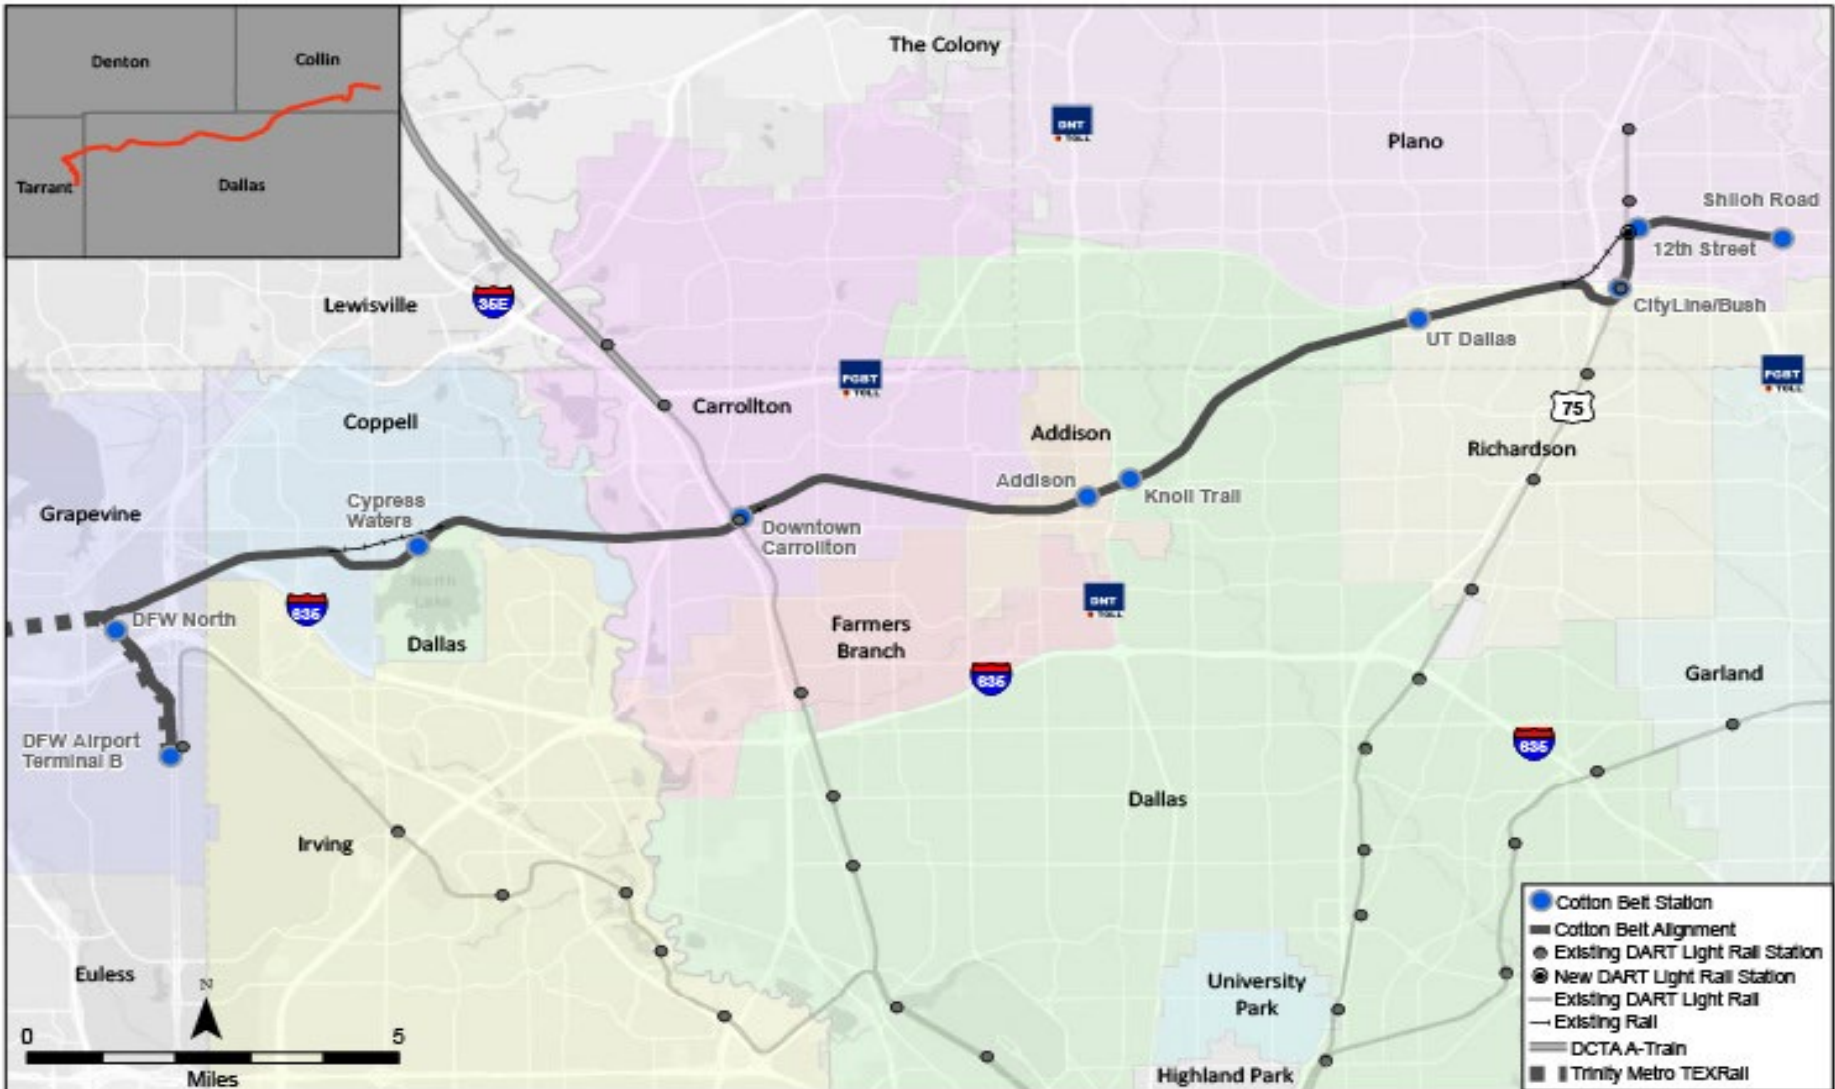 Denton
Collin
Tarrant
Dallas
The Colony
DNT
TOLL
Plano
Shiloh Road
12th Street
CityLine/Bush
UT Dallas
Lewisville
35E
PGBT
TOLL
PGBT
TOLL
75
Coppell
Carrollton
Addison
Richardson
Grapevine
Cypress
Waters
Addison
Knoll Trail
Downtown
Carrollton
North
Lake
DFW North
635
Dallas
Farmers
Branch
DNT
TOLL
635
Garland
DFW Airport
Terminal B
635
Irving
Dallas
Euless
N
University
Park
Highland Park
0 5
Miles
Cotton Belt Station
Cotton Belt Alignment
Existing DART Light Rail Station
New DART Light Rail Station
Existing DART Light Rail
Existing Rail
DCTA A-Train
Trinity Metro TEXRail